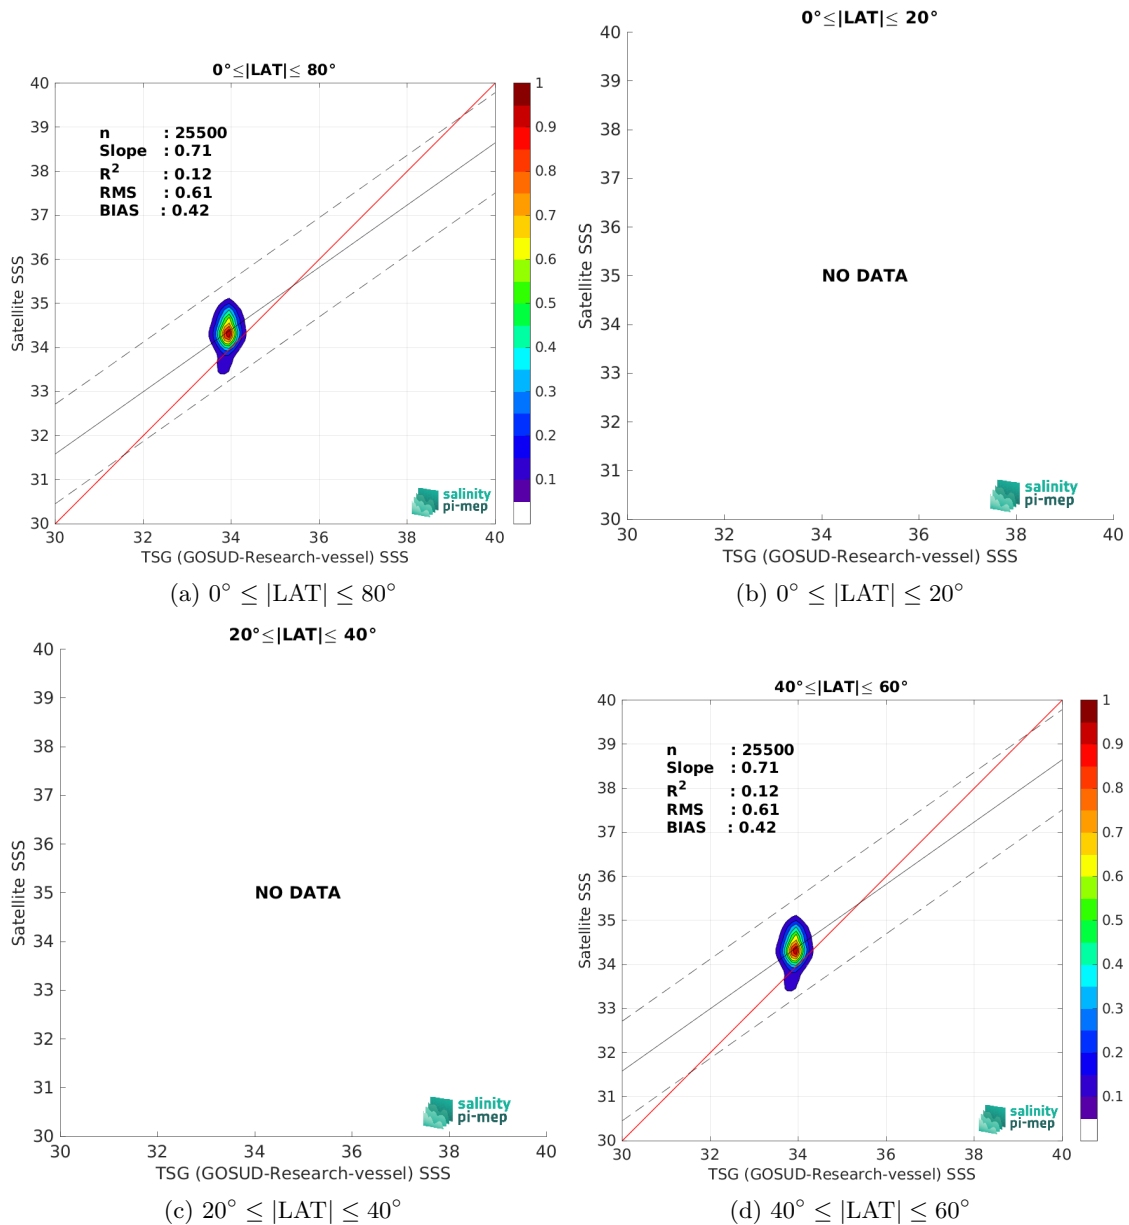 0°≤|LAT|≤ 80°
40
39
38
37
36
35
34
33
32
31
30
Satellite SSS
n : 25500
Slope : 0.71
R² : 0.12
RMS : 0.61
BIAS : 0.42
salinity
pi-mep
30 32 34 36 38 40
TSG (GOSUD-Research-vessel) SSS
1
0.9
0.8
0.7
0.6
0.5
0.4
0.3
0.2
0.1
(a) 0° ≤ |LAT| ≤ 80°
0°≤|LAT|≤ 20°
40
39
38
37
36
35
34
33
32
31
30
Satellite SSS
NO DATA
salinity
pi-mep
30 32 34 36 38 40
TSG (GOSUD-Research-vessel) SSS
(b) 0° ≤ |LAT| ≤ 20°
20°≤|LAT|≤ 40°
40
39
38
37
36
35
34
33
32
31
30
Satellite SSS
NO DATA
salinity
pi-mep
30 32 34 36 38 40
TSG (GOSUD-Research-vessel) SSS
(c) 20° ≤ |LAT| ≤ 40°
40°≤|LAT|≤ 60°
40
39
38
37
36
35
34
33
32
31
30
Satellite SSS
n : 25500
Slope : 0.71
R² : 0.12
RMS : 0.61
BIAS : 0.42
salinity
pi-mep
30 32 34 36 38 40
TSG (GOSUD-Research-vessel) SSS
1
0.9
0.8
0.7
0.6
0.5
0.4
0.3
0.2
0.1
(d) 40° ≤ |LAT| ≤ 60°